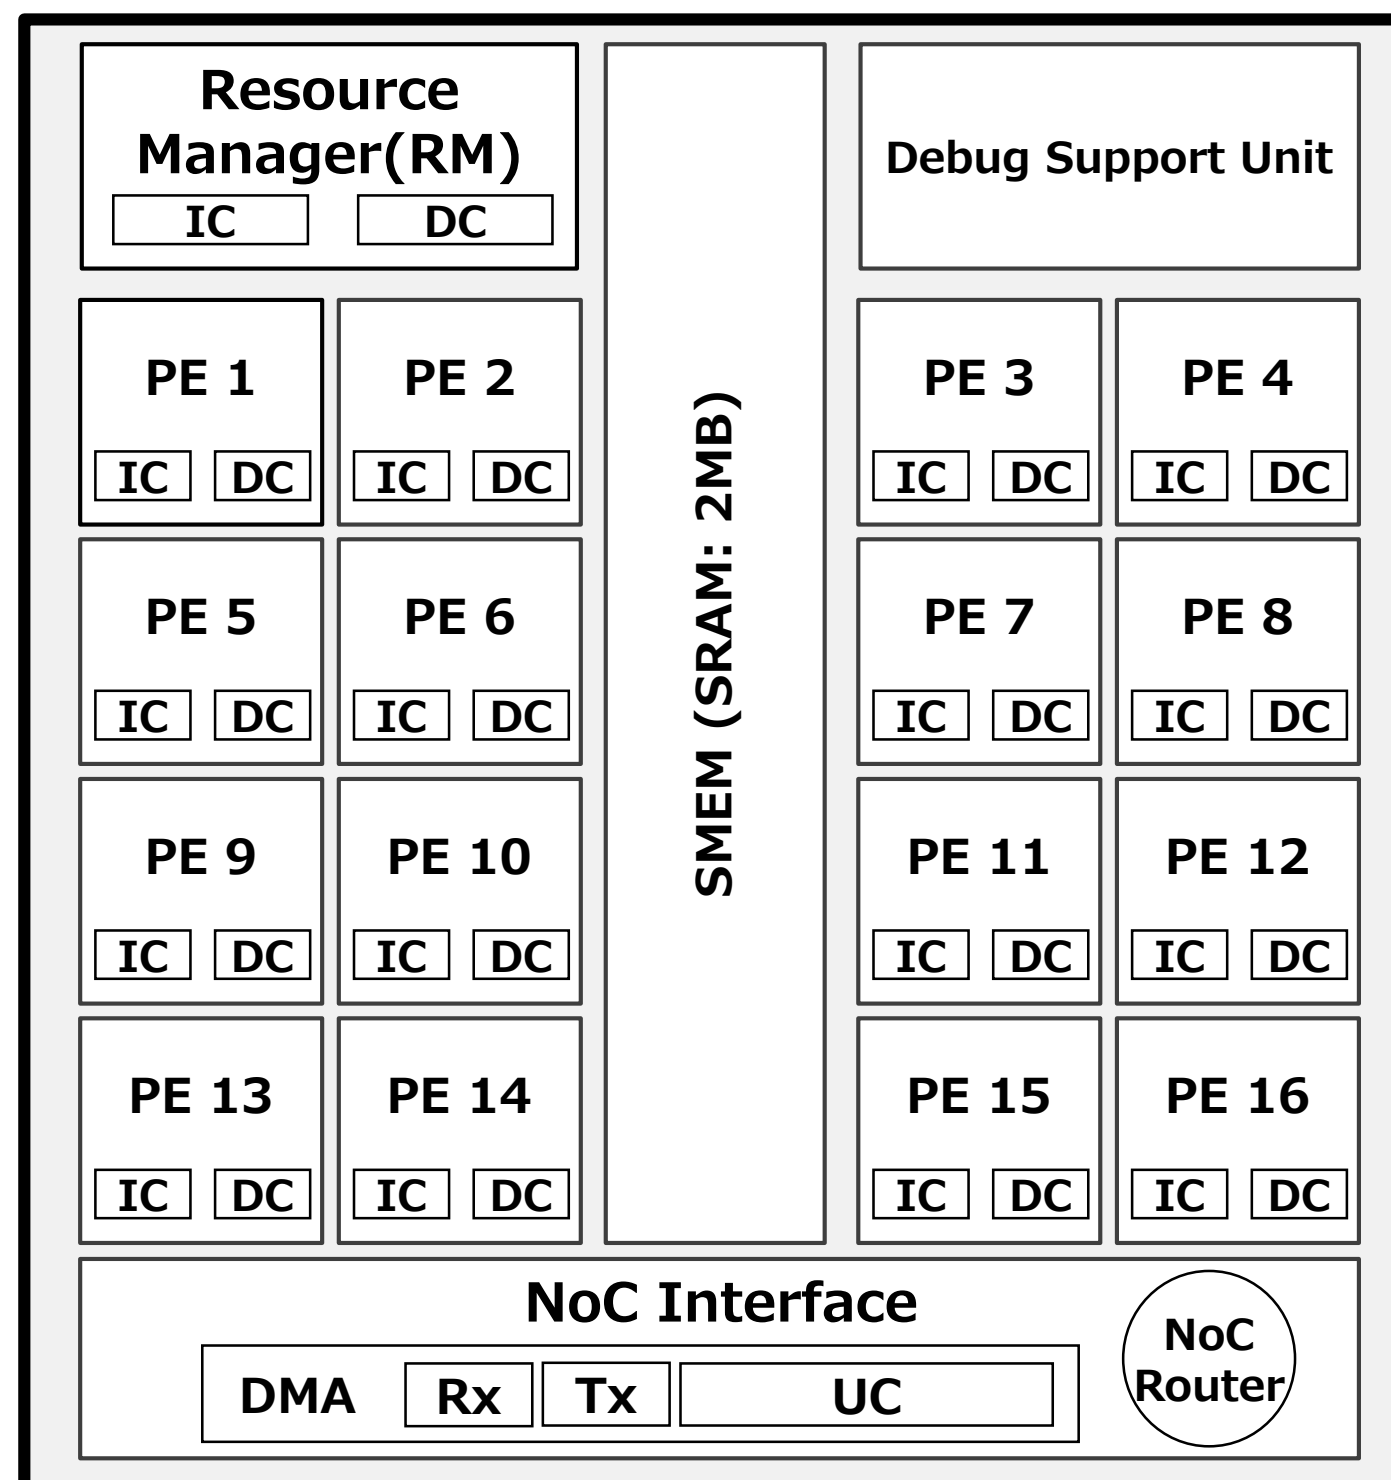 Resource
Manager(RM)
IC DC
Debug Support Unit
PE 1 PE 2
IC DC IC DC
PE 3 PE 4
IC DC IC DC
PE 5 PE 6
IC DC IC DC
PE 7 PE 8
IC DC IC DC
PE 9 PE 10
IC DC IC DC
PE 11 PE 12
IC DC IC DC
PE 13 PE 14
IC DC IC DC
PE 15 PE 16
IC DC IC DC
SMEM (SRAM: 2MB)
NoC Interface
DMA Rx Tx UC
NoC
Router